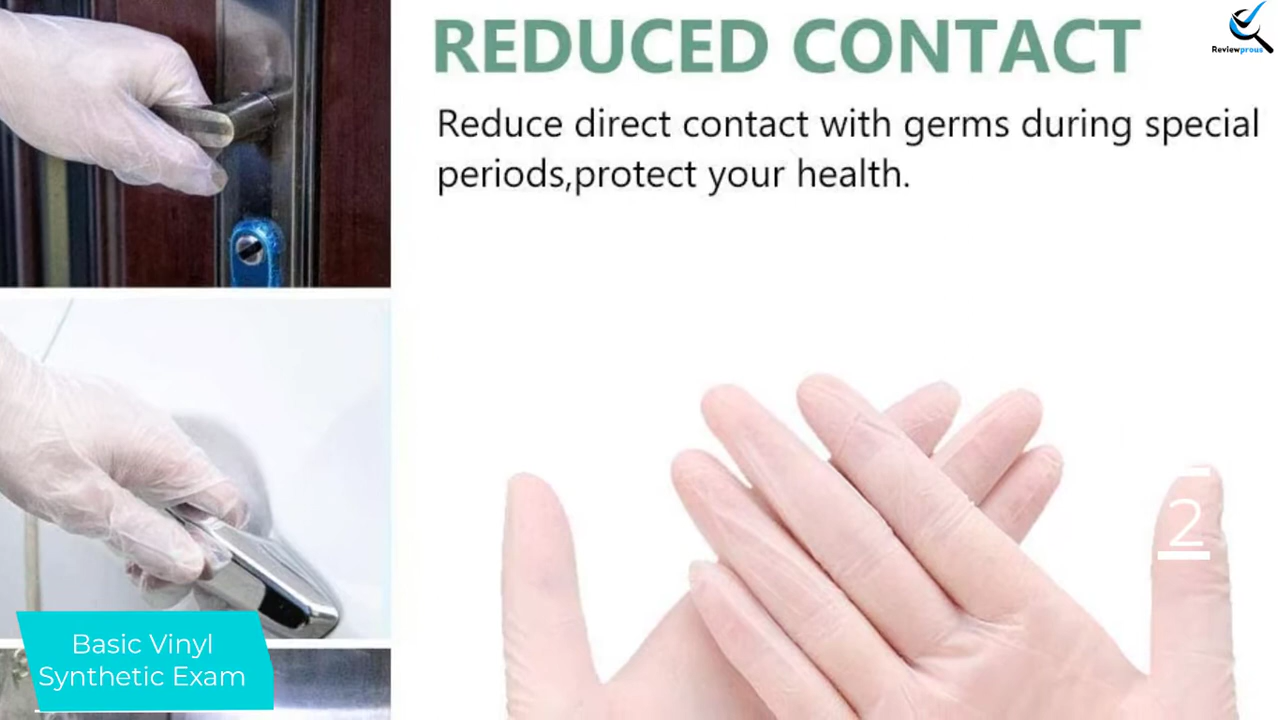 REDUCED CONTACT
Reviewprous
Reduce direct contact with germs during special
periods,protect your health.
2
Basic Vinyl
Synthetic Exam